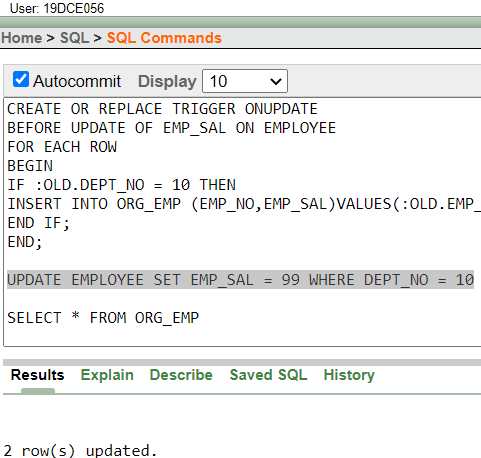 User: 19DCE056
Home > SQL > SQL Commands
Autocommit Display 10
CREATE OR REPLACE TRIGGER ONUPDATE
BEFORE UPDATE OF EMP_SAL ON EMPLOYEE
FOR EACH ROW
BEGIN
IF :OLD.DEPT_NO = 10 THEN
INSERT INTO ORG_EMP (EMP_NO,EMP_SAL)VALUES(:OLD.EMP_
END IF;
END;
UPDATE EMPLOYEE SET EMP_SAL = 99 WHERE DEPT_NO = 10
SELECT * FROM ORG_EMP
Results Explain Describe Saved SQL History
2 row(s) updated.